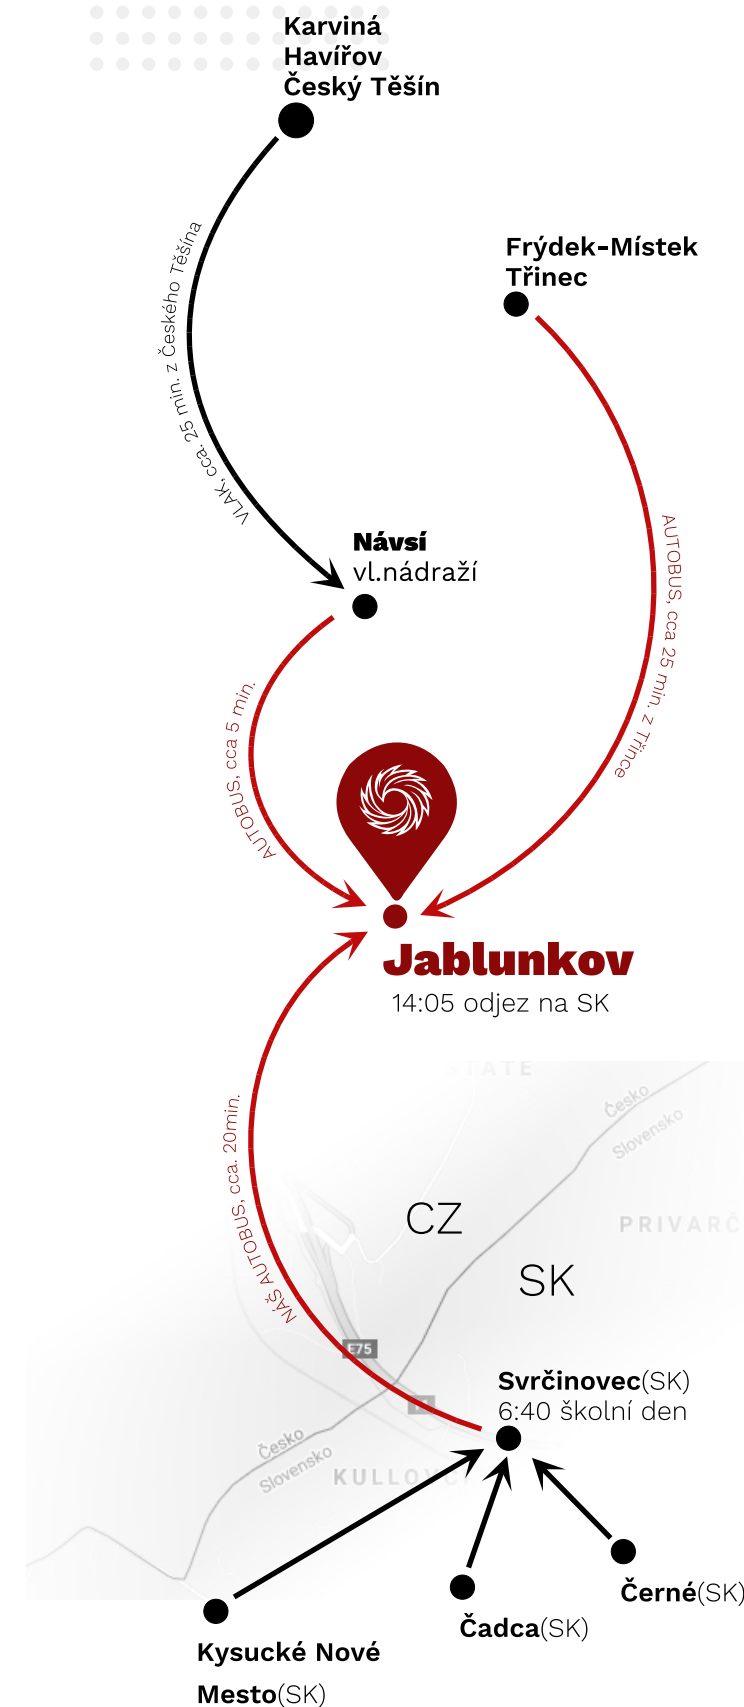 Karviná
Havířov
Český Těšín
VLAK, cca. 25 min. z Českého Těšína
Frýdek-Místek
Třinec
AUTOBUS, cca 25 min. z Třince
Návsí
vl.nádraží
AUTOBUS, cca 5 min.
Jablunkov
14:05 odjez na SK
NÁŠ AUTOBUS, cca. 20min.
STATE
Česko
Slovensko
CZ
PRIVARČ
SK
E75
Svrčinovec(SK)
6:40 školní den
Česko
Slovensko
Černé(SK)
Čadca(SK)
Kysucké Nové
Mesto(SK)